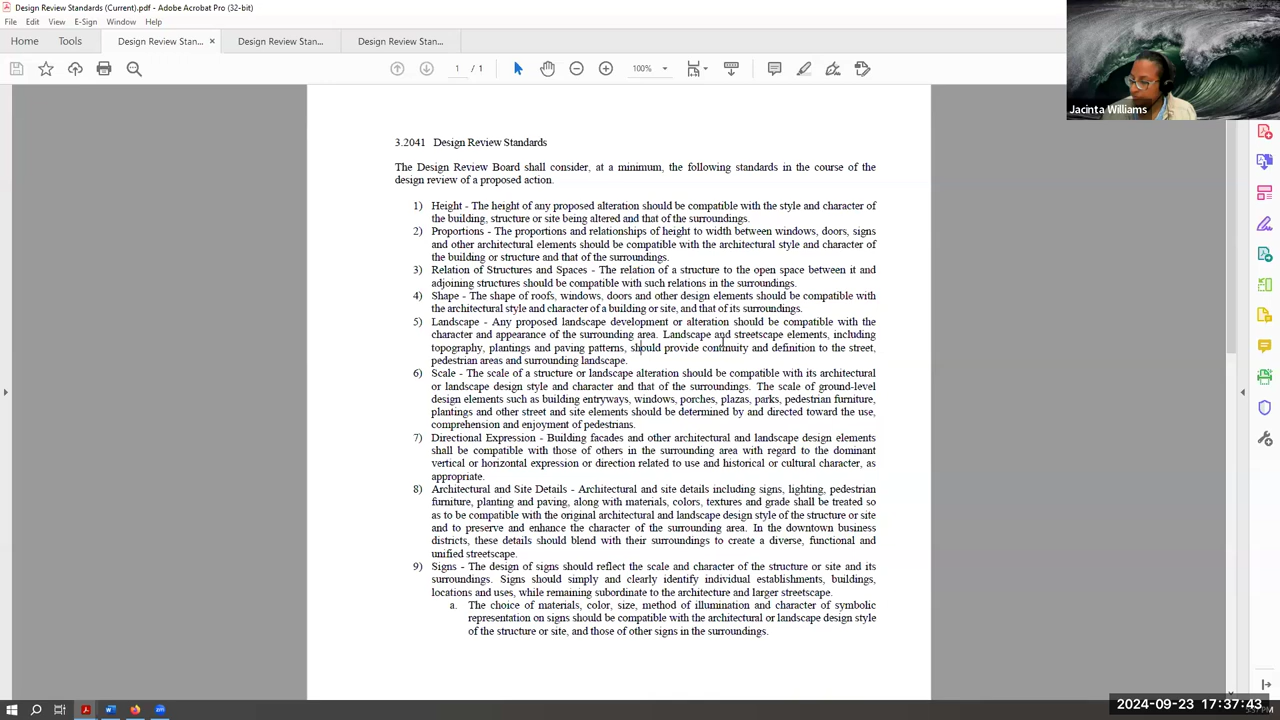 Design Review Standards (Current).pdf - Adobe Acrobat Pro (32-bit)
File Edit View E-Sign Window Help
Home Tools Design Review Stan... × Design Review Stan... Design Review Stan...
1 / 1 100%
Jacinta Williams
3.2041 Design Review Standards
The Design Review Board shall consider, at a minimum, the following standards in the course of the
design review of a proposed action.
1) Height - The height of any proposed alteration should be compatible with the style and character of
the building, structure or site being altered and that of the surroundings.
2) Proportions - The proportions and relationships of height to width between windows, doors, signs
and other architectural elements should be compatible with the architectural style and character of
the building or structure and that of the surroundings.
3) Relation of Structures and Spaces - The relation of a structure to the open space between it and
adjoining structures should be compatible with such relations in the surroundings.
4) Shape - The shape of roofs, windows, doors and other design elements should be compatible with
the architectural style and character of a building or site, and that of its surroundings.
5) Landscape - Any proposed landscape development or alteration should be compatible with the
character and appearance of the surrounding area. Landscape and streetscape elements, including
topography, plantings and paving patterns, should provide continuity and definition to the street,
pedestrian areas and surrounding landscape.
6) Scale - The scale of a structure or landscape alteration should be compatible with its architectural
or landscape design style and character and that of the surroundings. The scale of ground-level
design elements such as building entryways, windows, porches, plazas, parks, pedestrian furniture,
plantings and other street and site elements should be determined by and directed toward the use,
comprehension and enjoyment of pedestrians.
7) Directional Expression - Building facades and other architectural and landscape design elements
shall be compatible with those of others in the surrounding area with regard to the dominant
vertical or horizontal expression or direction related to use and historical or cultural character, as
appropriate.
8) Architectural and Site Details - Architectural and site details including signs, lighting, pedestrian
furniture, planting and paving, along with materials, colors, textures and grade shall be treated so
as to be compatible with the original architectural and landscape design style of the structure or site
and to preserve and enhance the character of the surrounding area. In the downtown business
districts, these details should blend with their surroundings to create a diverse, functional and
unified streetscape.
9) Signs - The design of signs should reflect the scale and character of the structure or site and its
surroundings. Signs should simply and clearly identify individual establishments, buildings,
locations and uses, while remaining subordinate to the architecture and larger streetscape.
a. The choice of materials, color, size, method of illumination and character of symbolic
representation on signs should be compatible with the architectural or landscape design style
of the structure or site, and those of other signs in the surroundings.
2024-09-23 17:37:43